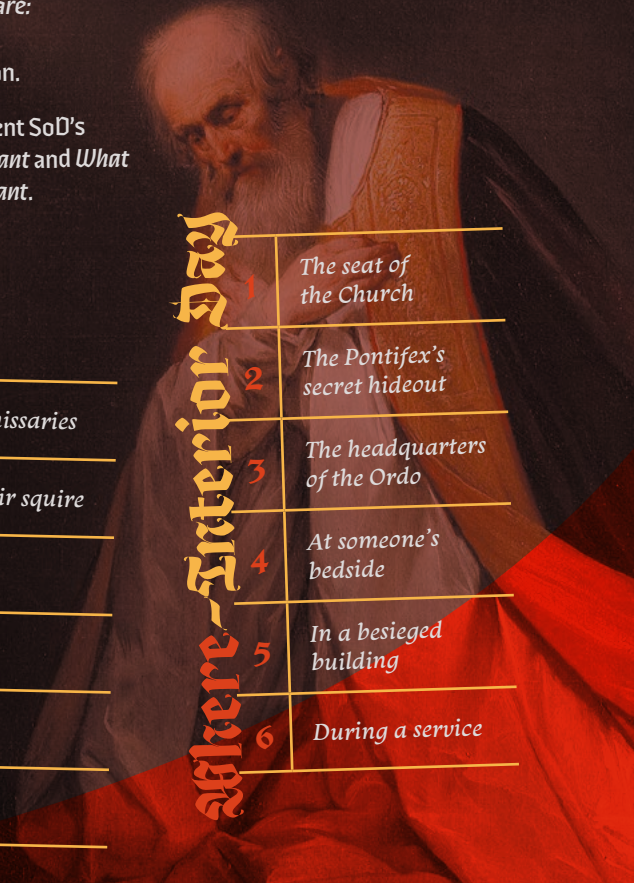 are:
on.
ent SoD's
ant and What
ant.
issaries
ir squire
Where – Interior Day
1
The seat of
the Church
2
The Pontifex's
secret hideout
3
The headquarters
of the Ordo
4
At someone's
bedside
5
In a besieged
building
6
During a service